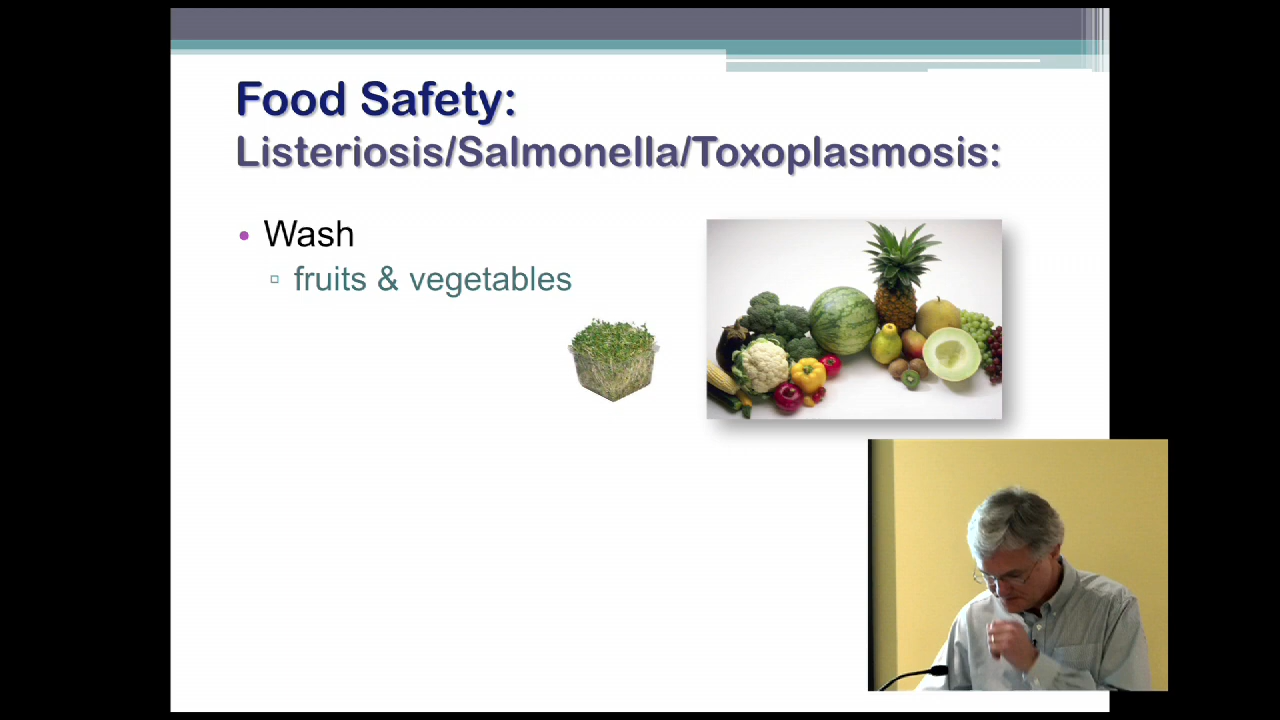 Food Safety:
Listeriosis/Salmonella/Toxoplasmosis:
• Wash
▫ fruits & vegetables